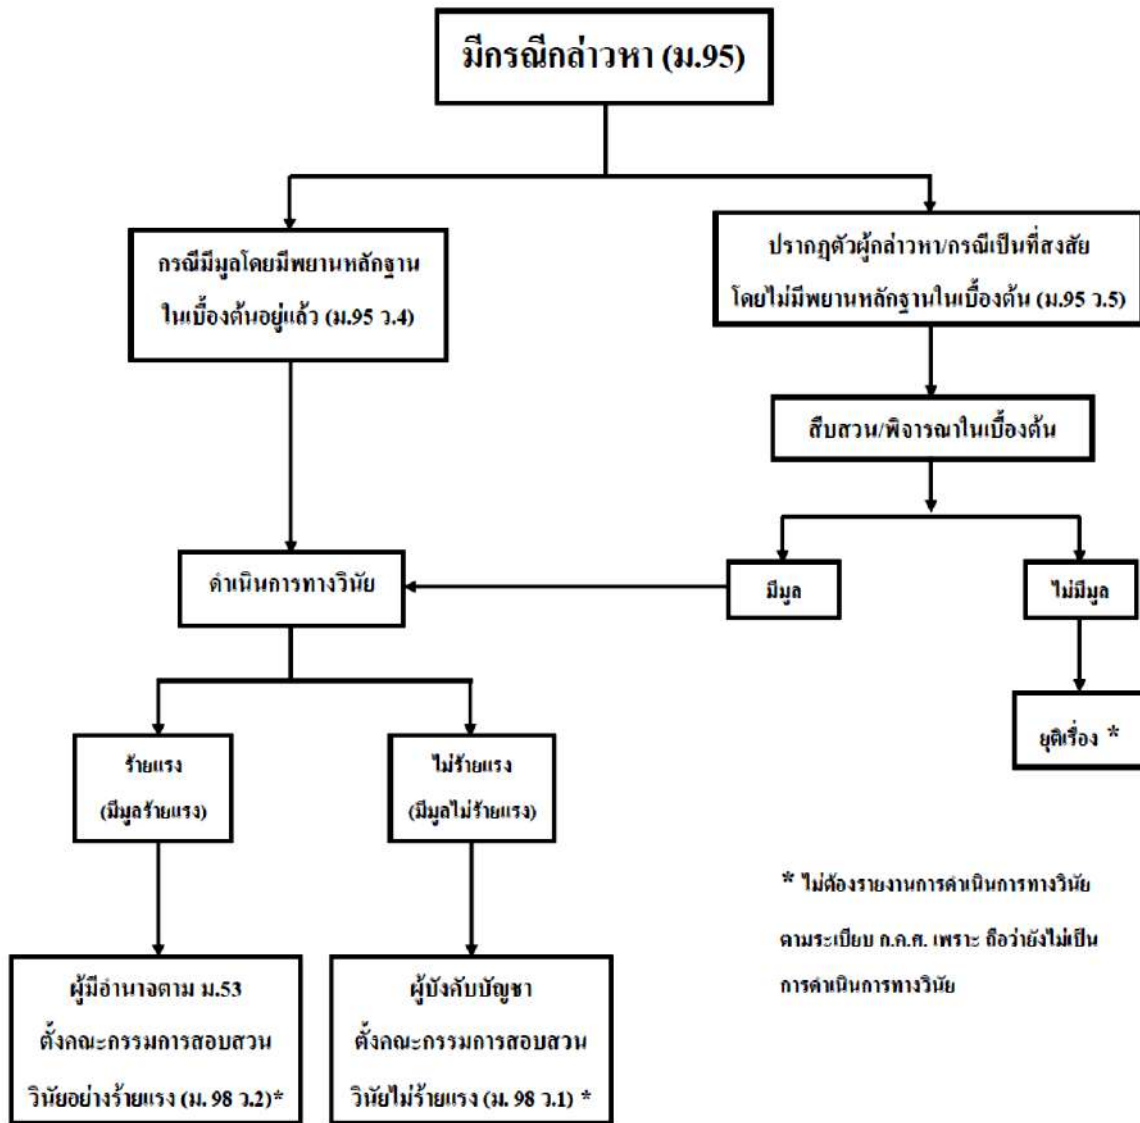 มีกรณีกล่าวหา (ม.95)
กรณีมีมูลโดยมีพยานหลักฐาน
ในเบื้องต้นอยู่แล้ว (ม.95 ว.4)
ปรากฏตัวผู้กล่าวหา/กรณีเป็นที่สงสัย
โดยไม่มีพยานหลักฐานในเบื้องต้น (ม.95 ว.5)
สืบสวน/พิจารณาในเบื้องต้น
ดำเนินการทางวินัย
มีมูล
ไม่มีมูล
ยุติเรื่อง *
ร้ายแรง
(มีมูลร้ายแรง)
ไม่ร้ายแรง
(มีมูลไม่ร้ายแรง)
ผู้มีอำนาจตาม ม.53
ตั้งคณะกรรมการสอบสวน
วินัยอย่างร้ายแรง (ม. 98 ว.2)*
ผู้บังคับบัญชา
ตั้งคณะกรรมการสอบสวน
วินัยไม่ร้ายแรง (ม. 98 ว.1) *
* ไม่ต้องรายงานการดำเนินการทางวินัย
ตามระเบียบ ก.ค.ศ. เพราะ ถือว่ายังไม่เป็น
การดำเนินการทางวินัย